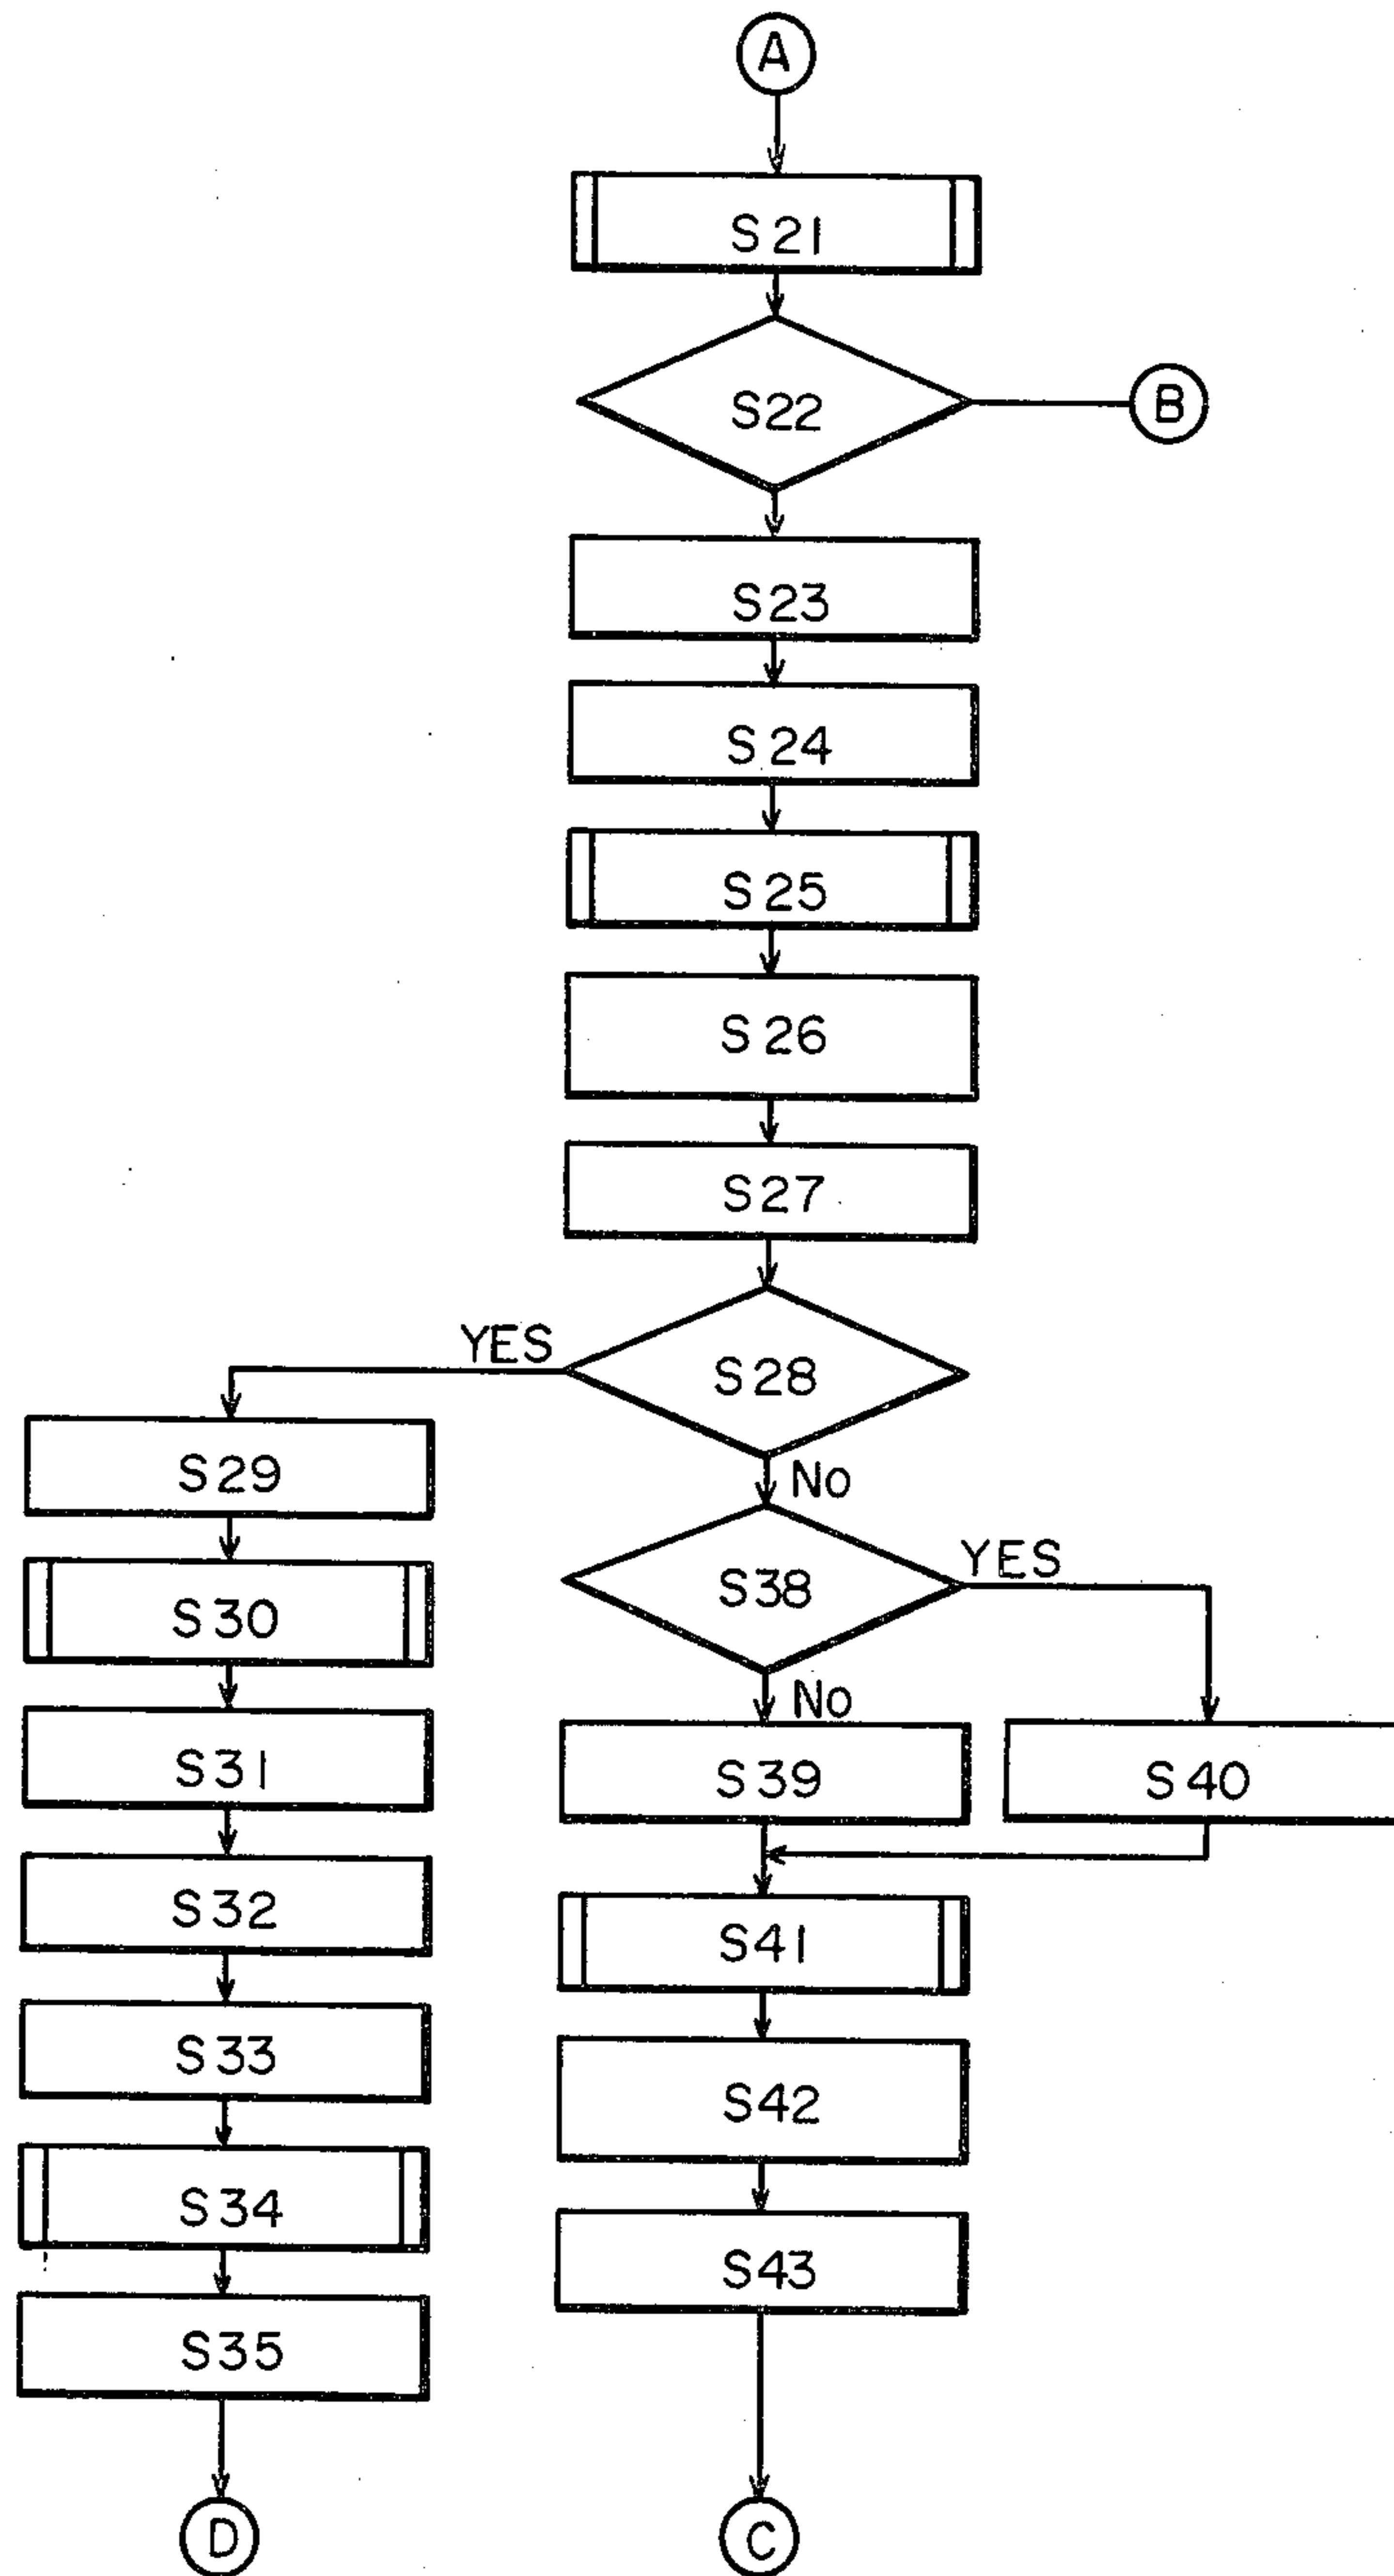 A
S21
S22
B
S23
S24
S25
S26
S27
YES
S28
No
S29
S30
S31
S32
S33
S34
S35
D
YES
S38
No
S39
S40
S41
S42
S43
C